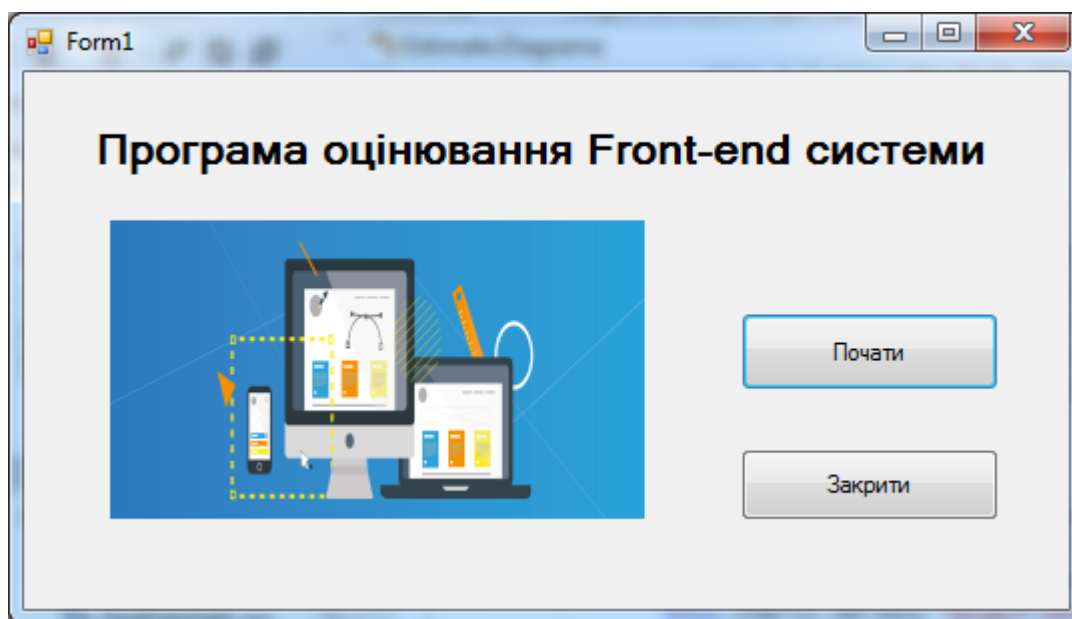 Form1
Програма оцінювання Front-end системи
Почати
Закрити